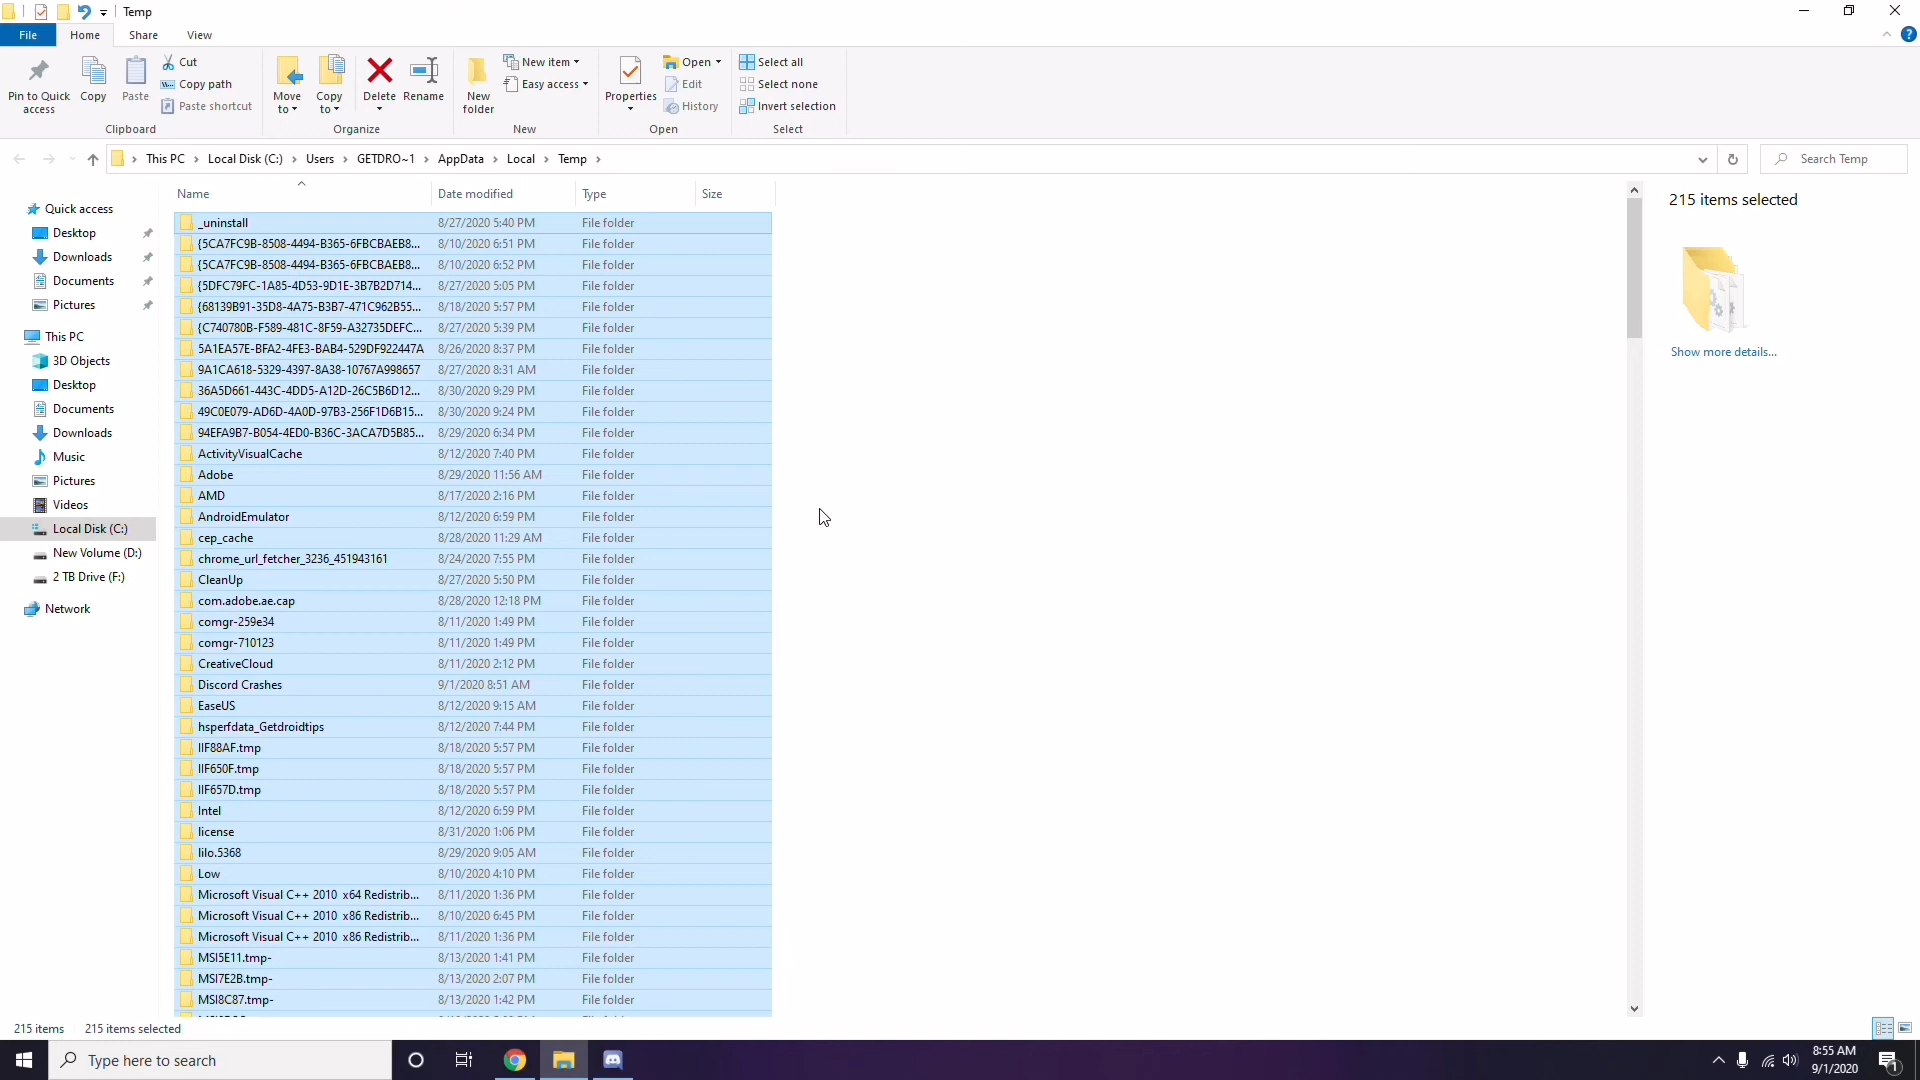 Temp
File Home Share View
Pin to Quick access
Copy
Paste
Cut
Copy path
Paste shortcut
Clipboard
Move to
Copy to
Delete
Rename
Organize
New folder
New item
Easy access
New
Properties
Open
Edit
History
Open
Select all
Select none
Invert selection
Select
This PC > Local Disk (C:) > Users > GETDRO~1 > AppData > Local > Temp >
Search Temp
Quick access
Desktop
Downloads
Documents
Pictures
This PC
3D Objects
Desktop
Documents
Downloads
Music
Pictures
Videos
Local Disk (C:)
New Volume (D:)
2 TB Drive (F:)
Network
Name Date modified Type Size
_uninstall 8/27/2020 5:40 PM File folder
{5CA7FC9B-8508-4494-B365-6FBCBAEB8... 8/10/2020 6:51 PM File folder
{5CA7FC9B-8508-4494-B365-6FBCBAEB8... 8/10/2020 6:52 PM File folder
{5DFC79FC-1A85-4D53-9D1E-3B7B2D714... 8/27/2020 5:05 PM File folder
{68139B91-35D8-4A75-B3B7-471C962B55... 8/18/2020 5:57 PM File folder
{C740780B-F589-481C-8F59-A32735DEFC... 8/27/2020 5:39 PM File folder
5A1EA57E-BFA2-4FE3-BAB4-529DF922447A 8/26/2020 8:37 PM File folder
9A1CA618-5329-4397-8A38-10767A998657 8/27/2020 8:31 AM File folder
36A5D661-443C-4DD5-A12D-26C5B6D12... 8/30/2020 9:29 PM File folder
49C0E079-AD6D-4A0D-97B3-256F1D6B15... 8/30/2020 9:24 PM File folder
94EFA9B7-B054-4ED0-B36C-3ACA7D5B85... 8/29/2020 6:34 PM File folder
ActivityVisualCache 8/12/2020 7:40 PM File folder
Adobe 8/29/2020 11:56 AM File folder
AMD 8/17/2020 2:16 PM File folder
AndroidEmulator 8/12/2020 6:59 PM File folder
cep_cache 8/28/2020 11:29 AM File folder
chrome_url_fetcher_3236_451943161 8/24/2020 7:55 PM File folder
CleanUp 8/27/2020 5:50 PM File folder
com.adobe.ae.cap 8/28/2020 12:18 PM File folder
comgr-259e34 8/11/2020 1:49 PM File folder
comgr-710123 8/11/2020 1:49 PM File folder
CreativeCloud 8/11/2020 2:12 PM File folder
Discord Crashes 9/1/2020 8:51 AM File folder
EaseUS 8/12/2020 9:15 AM File folder
hsperfdata_Getdroidtips 8/12/2020 7:44 PM File folder
IIF88AF.tmp 8/18/2020 5:57 PM File folder
IIF650F.tmp 8/18/2020 5:57 PM File folder
IIF657D.tmp 8/18/2020 5:57 PM File folder
Intel 8/12/2020 6:59 PM File folder
license 8/31/2020 1:06 PM File folder
lilo.5368 8/29/2020 9:05 AM File folder
Low 8/10/2020 4:10 PM File folder
Microsoft Visual C++ 2010 x64 Redistrib... 8/11/2020 1:36 PM File folder
Microsoft Visual C++ 2010 x86 Redistrib... 8/10/2020 6:45 PM File folder
Microsoft Visual C++ 2010 x86 Redistrib... 8/11/2020 1:36 PM File folder
MSI5E11.tmp- 8/13/2020 1:41 PM File folder
MSI7E2B.tmp- 8/13/2020 2:07 PM File folder
MSI8C87.tmp- 8/13/2020 1:42 PM File folder
215 items selected
Show more details...
215 items 215 items selected
Type here to search
8:55 AM
9/1/2020
1